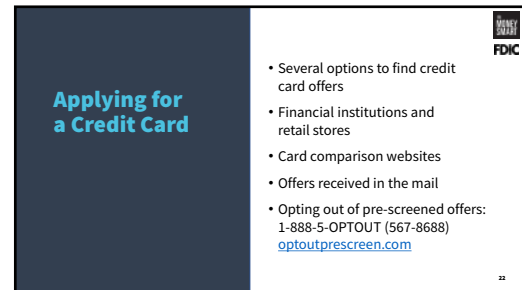 MONEY
SMART
FDIC
Applying for
a Credit Card
• Several options to find credit
card offers
• Financial institutions and
retail stores
• Card comparison websites
• Offers received in the mail
• Opting out of pre-screened offers:
1-888-5-OPTOUT (567-8688)
optoutprescreen.com
22